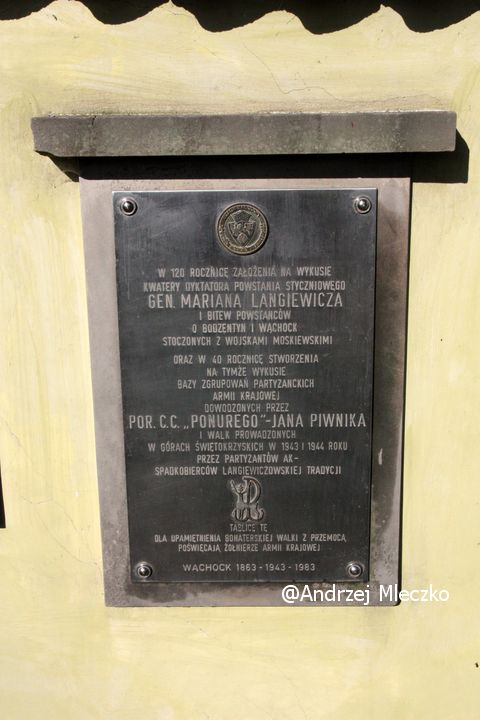 W 120 ROCZNICĘ ZAŁOŻENIA NA WYKUSIE
KWATERY DYKTATORA POWSTANIA STYCZNIOWEGO
GEN. MARIANA LANGIEWICZA
I BITEW POWSTAŃCÓW
O BODZENTYN I WĄCHOCK
STOCZONYCH Z WOJSKAMI MOSKIEWSKIMI
ORAZ W 40 ROCZNICĘ STWORZENIA
NA TYMŻE WYKUSIE
BAZY ZGRUPOWAŃ PARTYZANCKICH
ARMII KRAJOWEJ
DOWODZONYCH PRZEZ
POR. C.C. „PONUREGO”-JANA PIWNIKA
I WALK PROWADZONYCH
W GÓRACH ŚWIĘTOKRZYSKICH W 1943 I 1944 ROKU
PRZEZ PARTYZANTÓW AK-
SPADKOBIERCÓW LANGIEWICZOWSKIEJ TRADYCJI
TABLICĘ TĘ
DLA UPAMIĘTNIENIA BOHATERSKIEJ WALKI Z PRZEMOCĄ
POŚWIĘCAJĄ ŻOŁNIERZE ARMII KRAJOWEJ
WĄCHOCK 1863-1943-1983
@Andrzej Mleczko